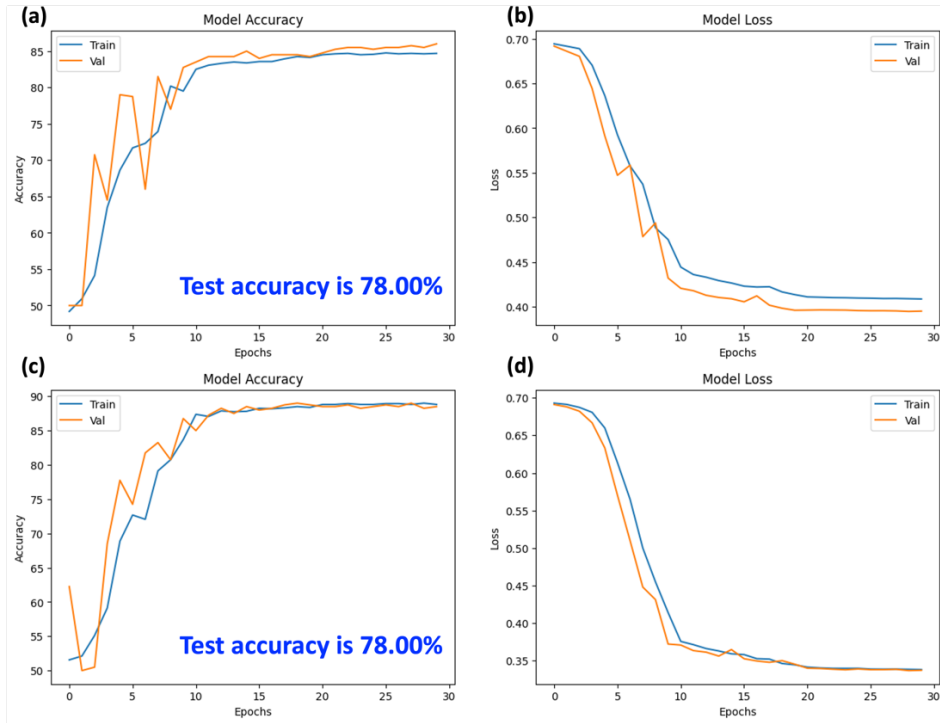 (a)
Model Accuracy
Train
Val
85
80
75
70
65
60
55
50
Accuracy
Test accuracy is 78.00%
0 5 10 15 20 25 30
Epochs
(b)
Model Loss
Train
Val
0.70
0.65
0.60
0.55
0.50
0.45
0.40
Loss
0 5 10 15 20 25 30
Epochs
(c)
Model Accuracy
Train
Val
90
85
80
75
70
65
60
55
50
Accuracy
Test accuracy is 78.00%
0 5 10 15 20 25 30
Epochs
(d)
Model Loss
Train
Val
0.70
0.65
0.60
0.55
0.50
0.45
0.40
0.35
Loss
0 5 10 15 20 25 30
Epochs